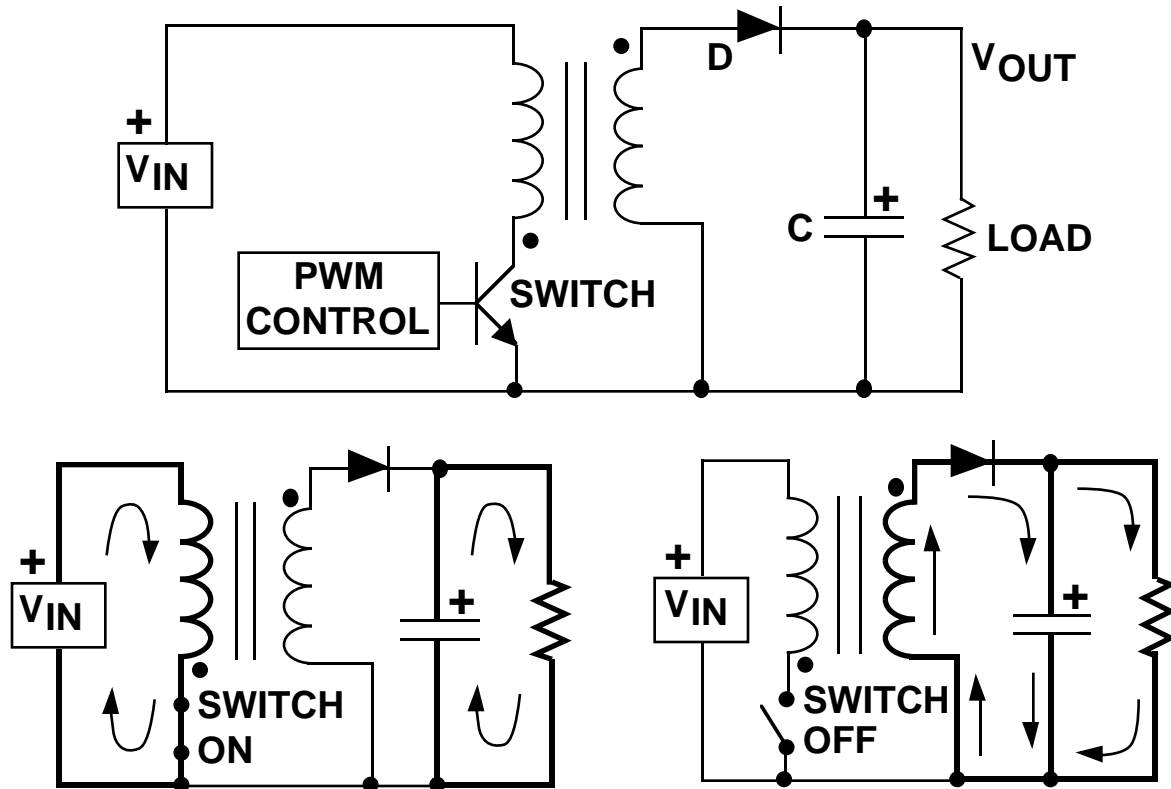 D
VOUT
+
VIN
C
+
LOAD
PWM
CONTROL
SWITCH
+
VIN
+
SWITCH
ON
+
VIN
+
SWITCH
OFF